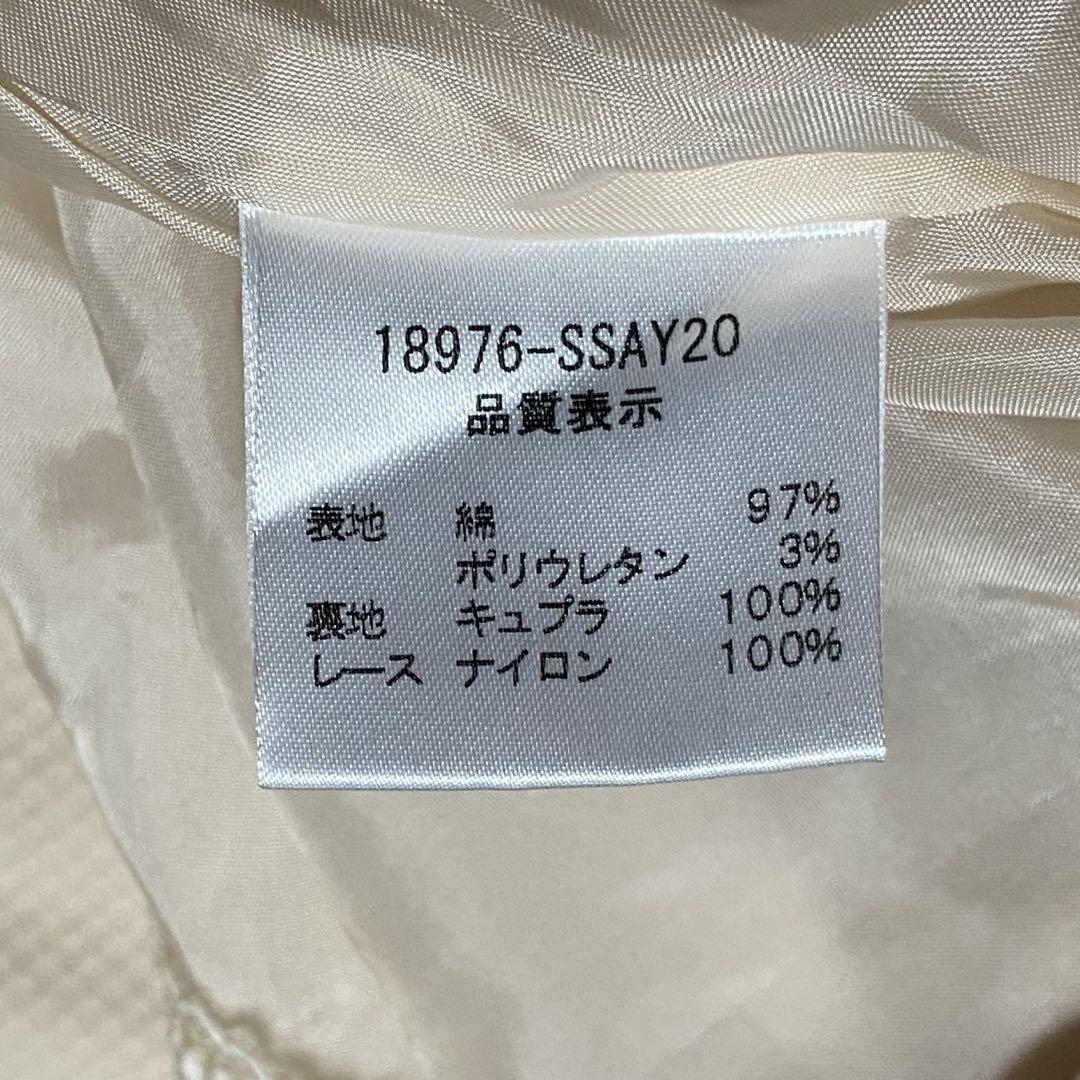 18976-SSAY20
品質表示
表地 綿 97%
ポリウレタン 3%
裏地 キュプラ 100%
レース ナイロン 100%